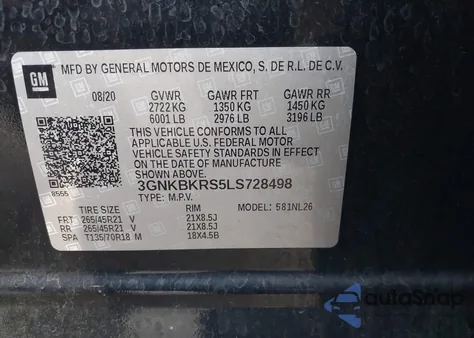 GM
MFD BY GENERAL MOTORS DE MEXICO, S. DE R.L. DE C.V.
08/20 GVWR GAWR FRT GAWR RR
2722 KG 1350 KG 1450 KG
6001 LB 2976 LB 3196 LB
THIS VEHICLE CONFORMS TO ALL
APPLICABLE U.S. FEDERAL MOTOR
VEHICLE SAFETY STANDARDS IN EFFECT
ON THE DATE OF MANUFACTURE
SHOWN ABOVE.
8555 3GNKBKRS5LS728498
TYPE: M.P.V.
TIRE SIZE RIM MODEL: 581NL26
FRT 265/45R21 V 21X8.5J
RR 265/45R21 V 21X8.5J
SPA T135/70R18 M 18X4.5B
autoSnap